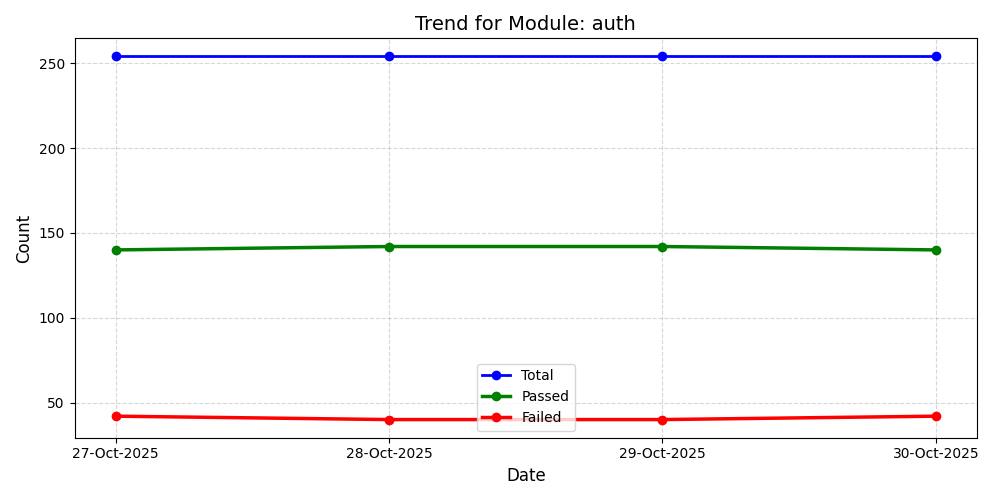 Trend for Module: auth
250
200
150
100
50
Count
Total
Passed
Failed
27-Oct-2025
28-Oct-2025
29-Oct-2025
30-Oct-2025
Date